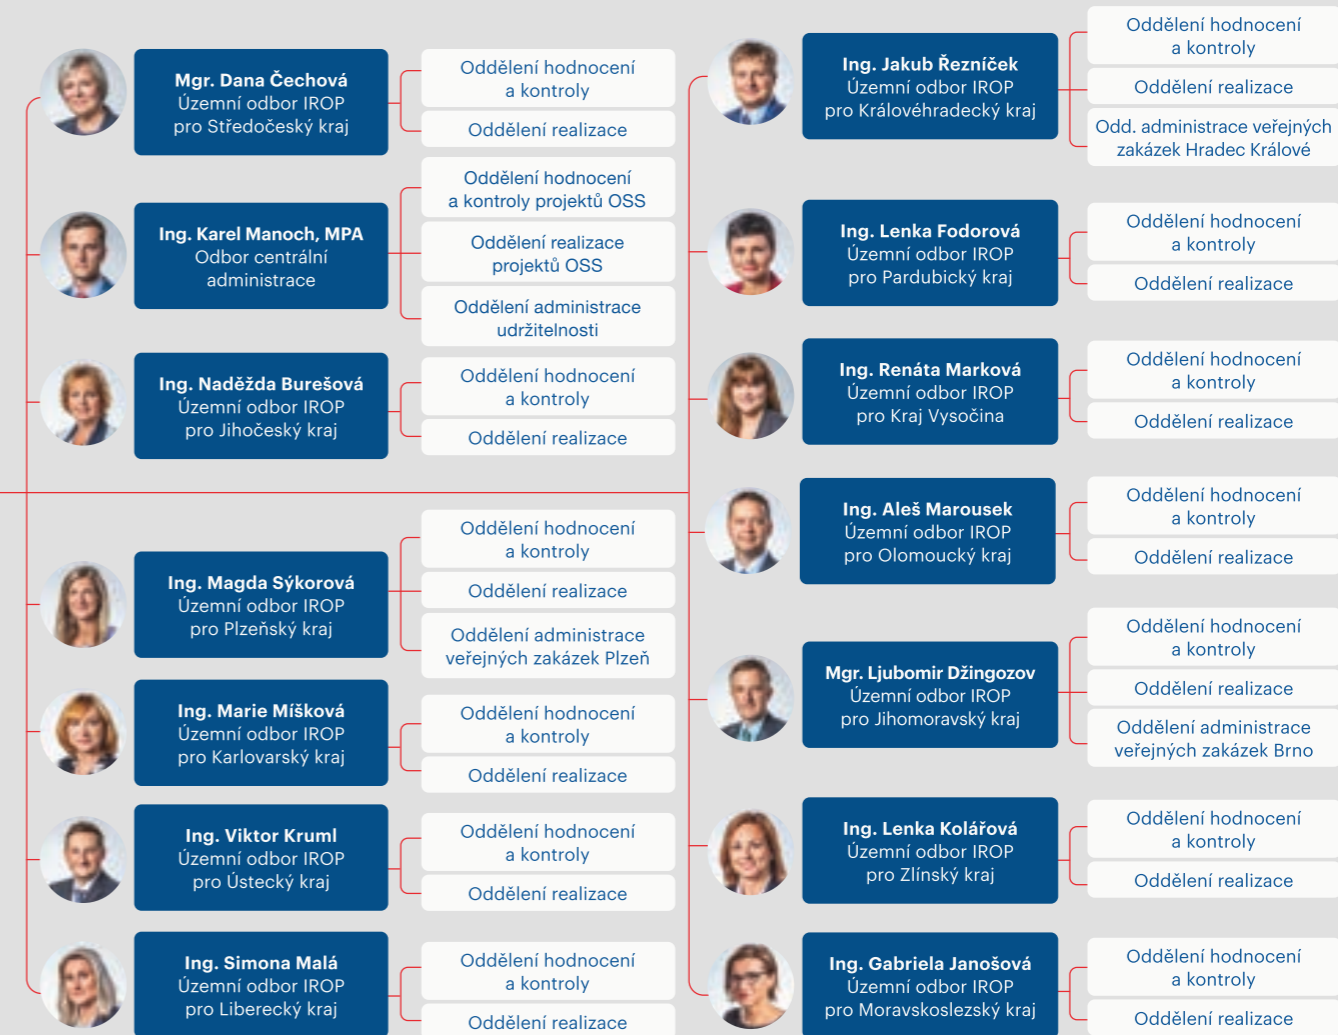 Mgr. Dana Čechová
Územní odbor IROP
pro Středočeský kraj
Oddělení hodnocení
a kontroly
Oddělení realizace
Ing. Karel Manoch, MPA
Odbor centrální
administrace
Oddělení hodnocení
a kontroly projektů OSS
Oddělení realizace
projektů OSS
Oddělení administrace
udržitelnosti
Ing. Naděžda Burešová
Územní odbor IROP
pro Jihočeský kraj
Oddělení hodnocení
a kontroly
Oddělení realizace
Ing. Magda Sýkorová
Územní odbor IROP
pro Plzeňský kraj
Oddělení hodnocení
a kontroly
Oddělení realizace
Oddělení administrace
veřejných zakázek Plzeň
Ing. Marie Míšková
Územní odbor IROP
pro Karlovarský kraj
Oddělení hodnocení
a kontroly
Oddělení realizace
Ing. Viktor Kruml
Územní odbor IROP
pro Ústecký kraj
Oddělení hodnocení
a kontroly
Oddělení realizace
Ing. Simona Malá
Územní odbor IROP
pro Liberecký kraj
Oddělení hodnocení
a kontroly
Oddělení realizace
Ing. Jakub Řezníček
Územní odbor IROP
pro Královéhradecký kraj
Oddělení hodnocení
a kontroly
Oddělení realizace
Odd. administrace veřejných
zakázek Hradec Králové
Ing. Lenka Fodorová
Územní odbor IROP
pro Pardubický kraj
Oddělení hodnocení
a kontroly
Oddělení realizace
Ing. Renáta Marková
Územní odbor IROP
pro Kraj Vysočina
Oddělení hodnocení
a kontroly
Oddělení realizace
Ing. Aleš Marousek
Územní odbor IROP
pro Olomoucký kraj
Oddělení hodnocení
a kontroly
Oddělení realizace
Mgr. Ljubomir Džingozov
Územní odbor IROP
pro Jihomoravský kraj
Oddělení hodnocení
a kontroly
Oddělení realizace
Oddělení administrace
veřejných zakázek Brno
Ing. Lenka Kolářová
Územní odbor IROP
pro Zlínský kraj
Oddělení hodnocení
a kontroly
Oddělení realizace
Ing. Gabriela Janošová
Územní odbor IROP
pro Moravskoslezský kraj
Oddělení hodnocení
a kontroly
Oddělení realizace